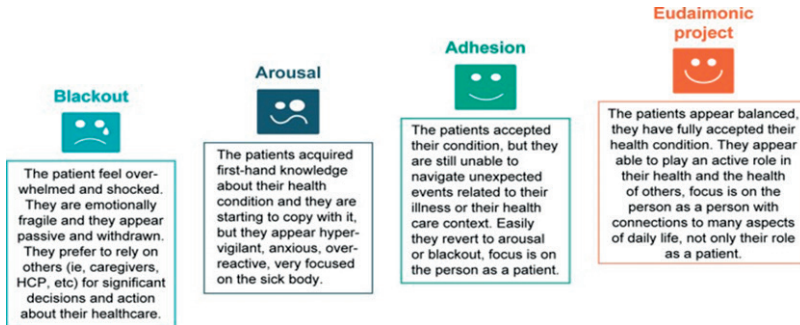 Blackout
The patient feel over-
whelmed and shocked.
They are emotionally
fragile and they appear
passive and withdrawn.
They prefer to rely on
others (ie, caregivers,
HCP, etc) for significant
decisions and action
about their healthcare.
Arousal
The patients acquired
first-hand knowledge
about their health
condition and they are
starting to copy with it,
but they appear hyper-
vigilant, anxious, over-
reactive, very focused
on the sick body.
Adhesion
The patients accepted
their condition, but they
are still unable to
navigate unexpected
events related to their
illness or their health
care context. Easily
they revert to arousal
or blackout, focus is on
the person as a patient.
Eudaimonic
project
The patients appear balanced,
they have fully accepted their
health condition. They appear
able to play an active role in
their health and the health
of others, focus is on the
person as a person with
connections to many aspects
of daily life, not only their role
as a patient.